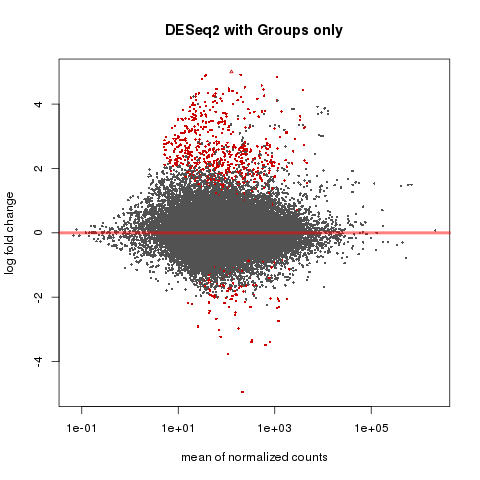 DESeq2 with Groups only
log fold change
4
2
0
-2
-4
1e-01 1e+01 1e+03 1e+05
mean of normalized counts